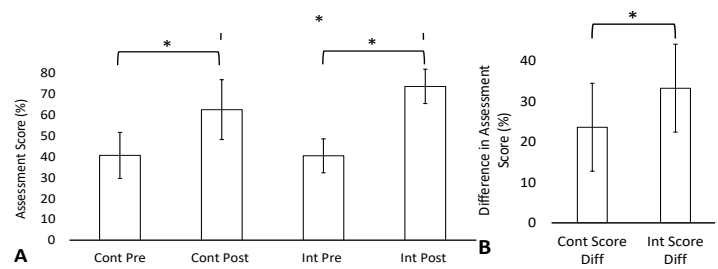 *
*
*
Assessment Score (%)
80
70
60
50
40
30
20
10
0
Cont Pre
Cont Post
Int Pre
Int Post
A
*
Difference in Assessment
Score (%)
40
30
20
10
0
Cont Score
Diff
Int Score
Diff
B